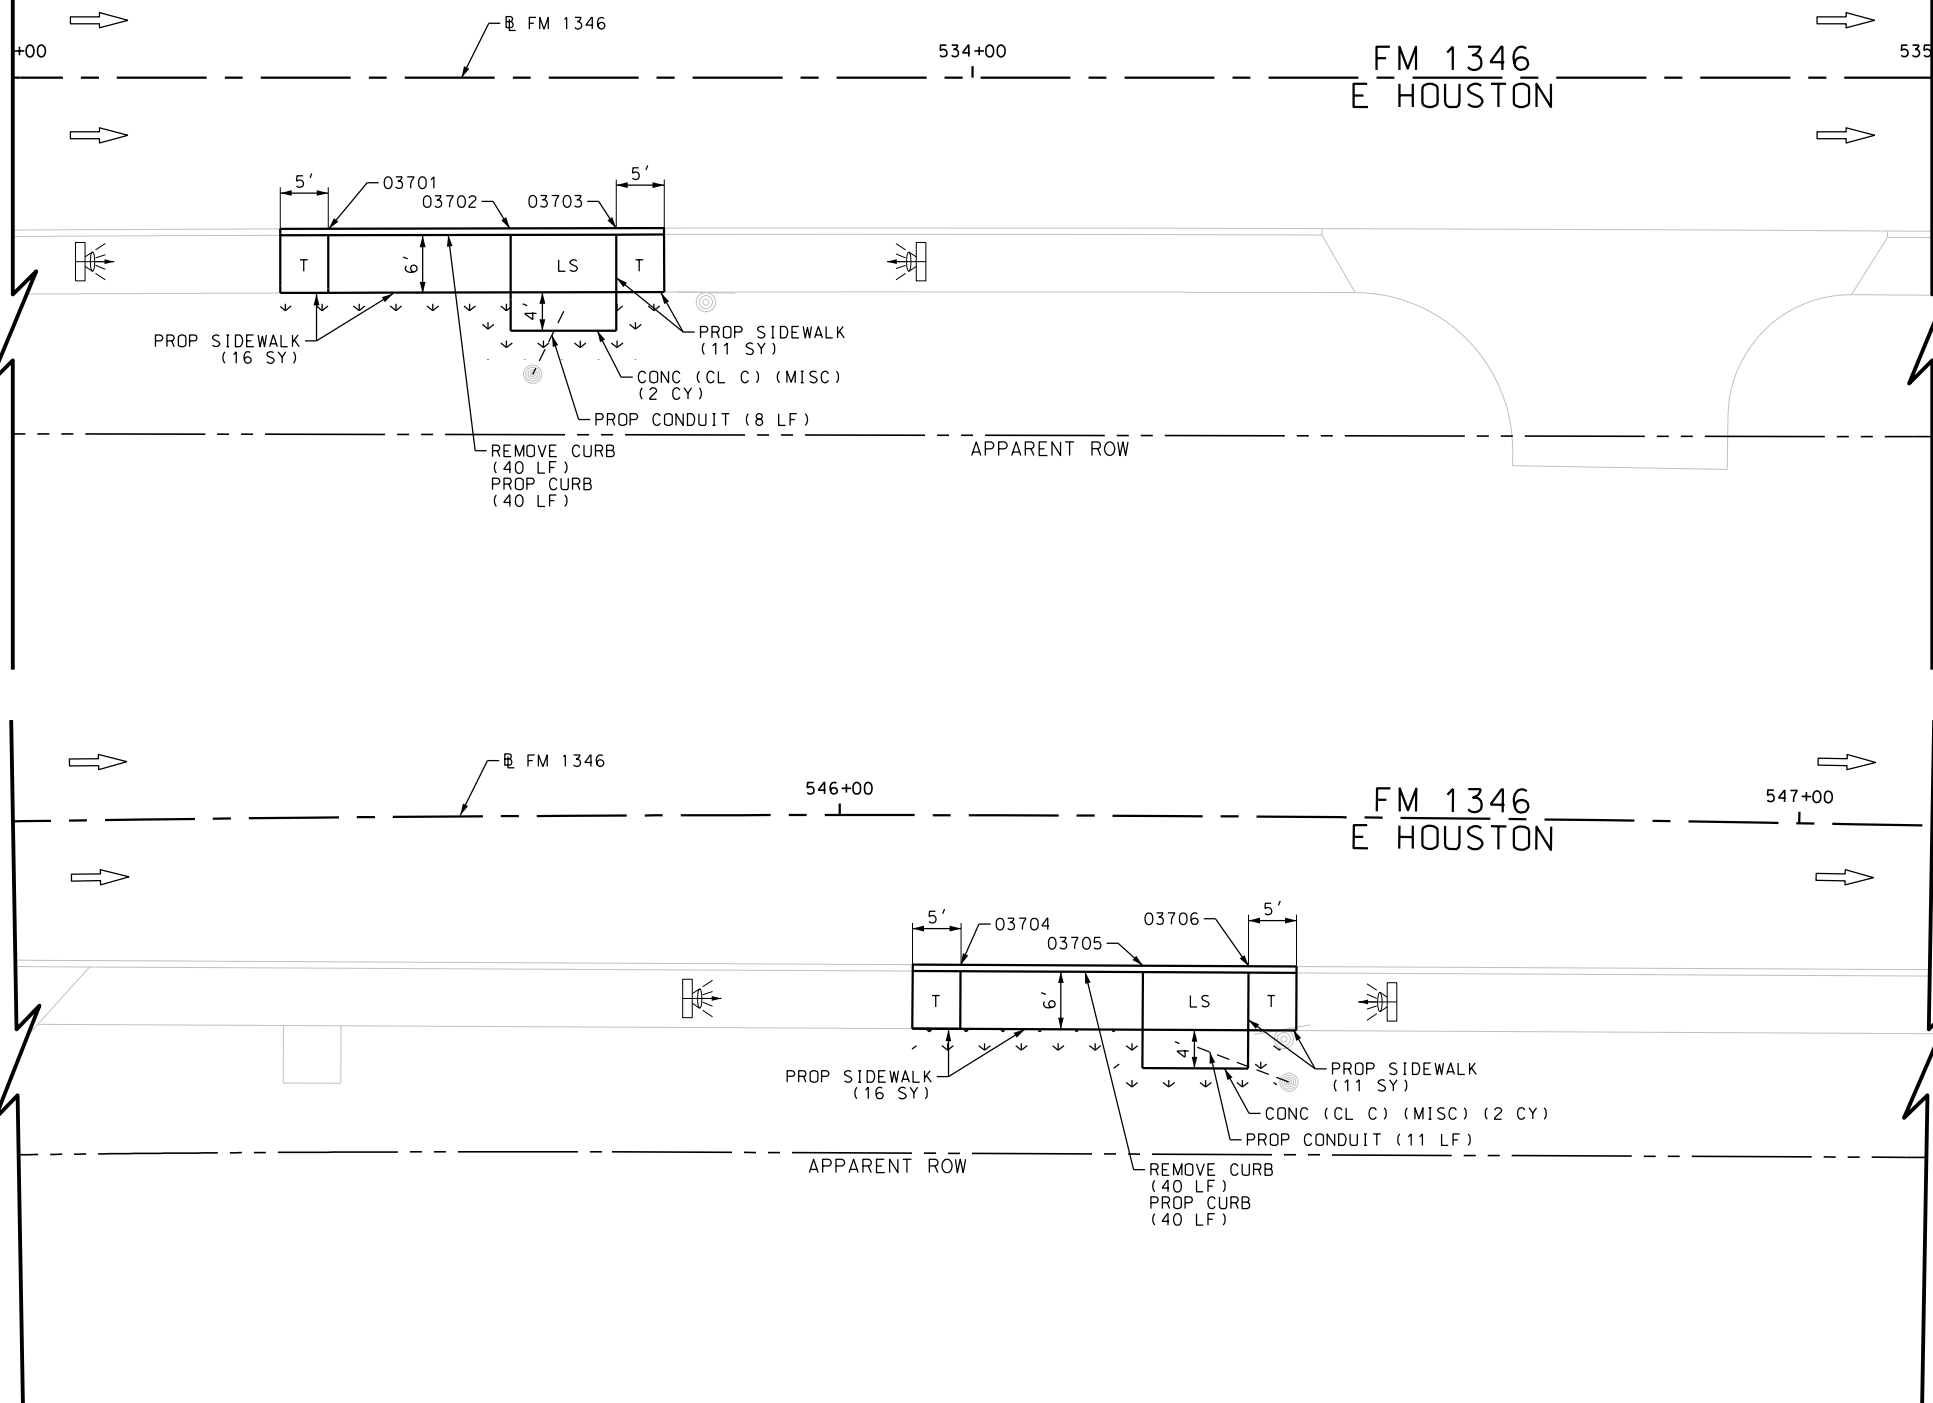 ℄ FM 1346
+00
534+00
FM 1346
E HOUSTON
535
5'
03701
03702
03703
5'
T
6'
LS
T
4'
PROP SIDEWALK
(16 SY)
PROP SIDEWALK
(11 SY)
CONC (CL C) (MISC)
(2 CY)
PROP CONDUIT (8 LF)
REMOVE CURB
(40 LF)
PROP CURB
(40 LF)
APPARENT ROW
℄ FM 1346
546+00
FM 1346
E HOUSTON
547+00
5'
03704
03705
03706
5'
T
6'
LS
T
4'
PROP SIDEWALK
(16 SY)
PROP SIDEWALK
(11 SY)
CONC (CL C) (MISC) (2 CY)
PROP CONDUIT (11 LF)
REMOVE CURB
(40 LF)
PROP CURB
(40 LF)
APPARENT ROW